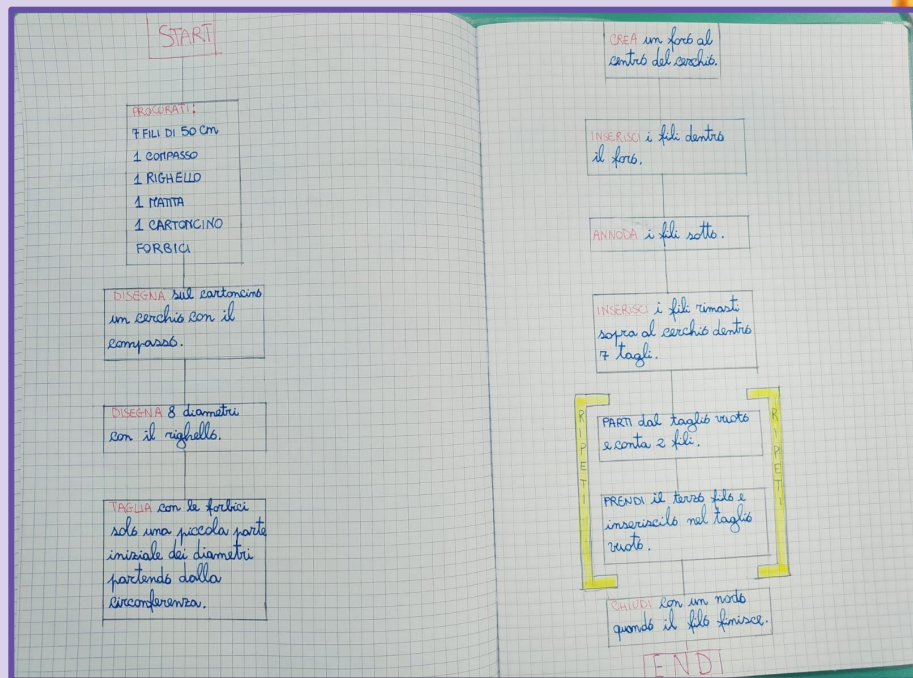 START
PROCURATI:
7 FILI DI 50 cm
1 COMPASSO
1 RIGHELLO
1 MATITA
1 CARTONCINO
FORBICI
DISEGNA sul cartoncino
un cerchio con il
compasso.
DISEGNA 8 diametri
con il righello.
TAGLIA con le forbici
solo una piccola parte
iniziale dei diametri
partendo dalla
circonferenza.
CREA un foro al
centro del cerchio.
INSERISCI i fili dentro
il foro.
ANNODA i fili sotto.
INSERISCI i fili rimasti
sopra al cerchio dentro
7 tagli.
RIPETI
PARTI dal taglio vuoto
e conta 2 fili.
PRENDI il terzo filo e
inseriscilo nel taglio
vuoto.
RIPETI
CHIUDI con un nodo
quando il filo finisce.
END